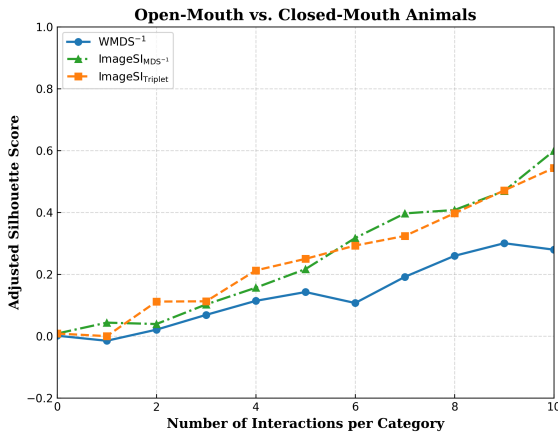 Open-Mouth vs. Closed-Mouth Animals
WMDS⁻¹
ImageSI_MDS⁻¹
ImageSI_Triplet
Adjusted Silhouette Score
1.0
0.8
0.6
0.4
0.2
0.0
−0.2
0 2 4 6 8 10
Number of Interactions per Category